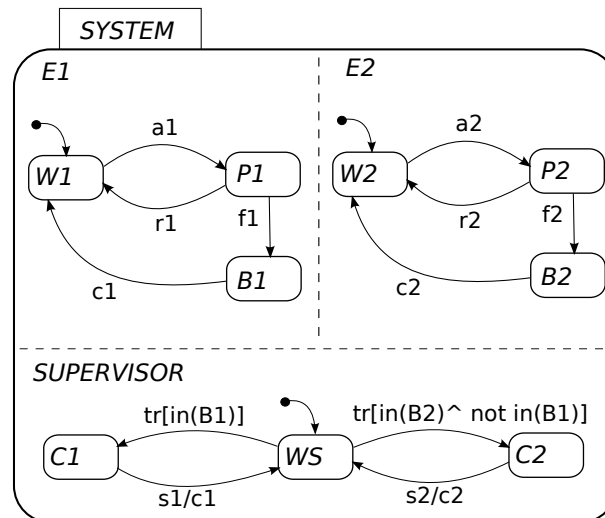 SYSTEM
E1
E2
a1
a2
W1
P1
W2
P2
r1
f1
r2
f2
B1
B2
c1
c2
SUPERVISOR
tr[in(B1)]
tr[in(B2)^ not in(B1)]
C1
WS
C2
s1/c1
s2/c2